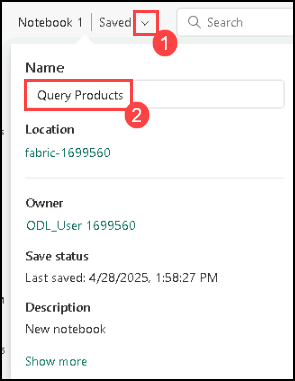 Notebook 1 | Saved
Search
1
Name
Query Products
2
Location
fabric-1699560
Owner
ODL_User 1699560
Save status
Last saved: 4/28/2025, 1:58:27 PM
Description
New notebook
Show more